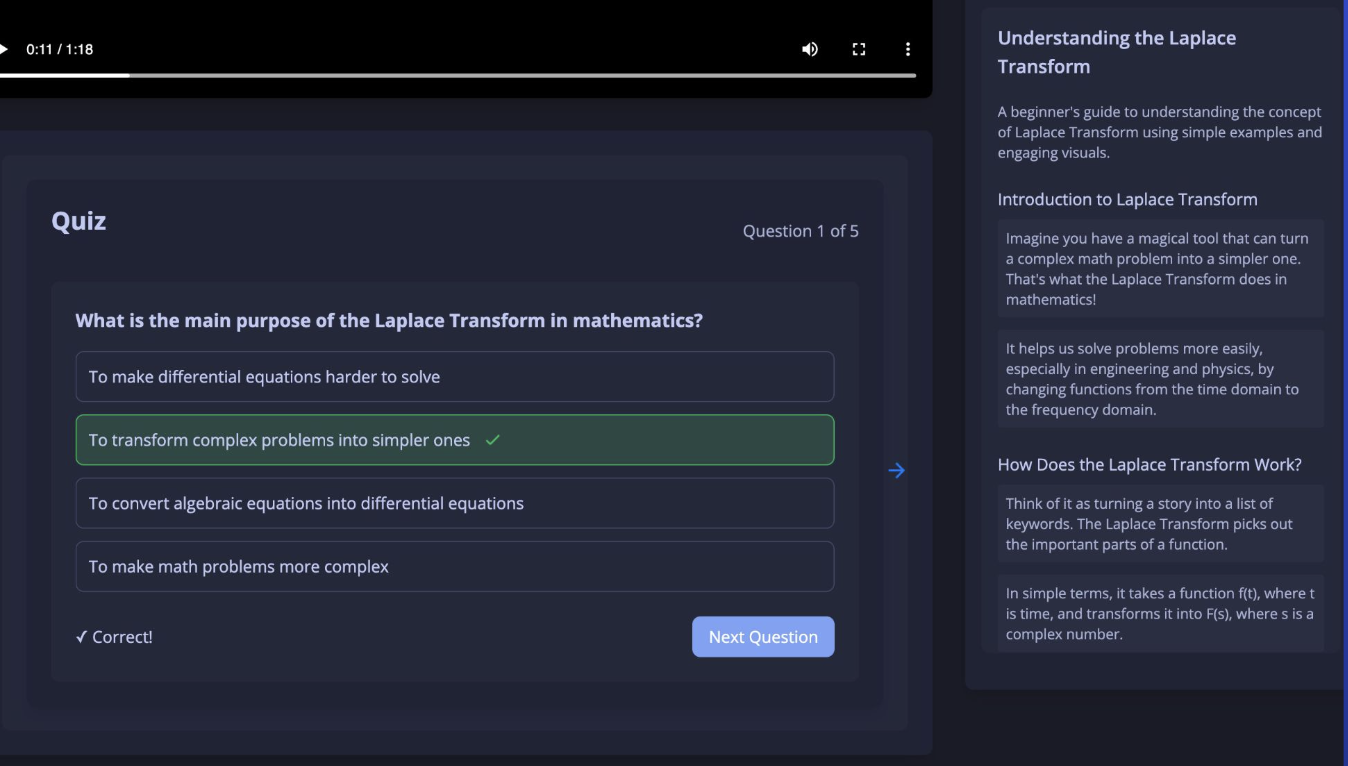 0:11 / 1:18
Quiz
Question 1 of 5
What is the main purpose of the Laplace Transform in mathematics?
To make differential equations harder to solve
To transform complex problems into simpler ones ✓
To convert algebraic equations into differential equations
To make math problems more complex
✓ Correct!
Next Question
Understanding the Laplace
Transform
A beginner's guide to understanding the concept
of Laplace Transform using simple examples and
engaging visuals.
Introduction to Laplace Transform
Imagine you have a magical tool that can turn
a complex math problem into a simpler one.
That's what the Laplace Transform does in
mathematics!
It helps us solve problems more easily,
especially in engineering and physics, by
changing functions from the time domain to
the frequency domain.
How Does the Laplace Transform Work?
Think of it as turning a story into a list of
keywords. The Laplace Transform picks out
the important parts of a function.
In simple terms, it takes a function f(t), where t
is time, and transforms it into F(s), where s is a
complex number.